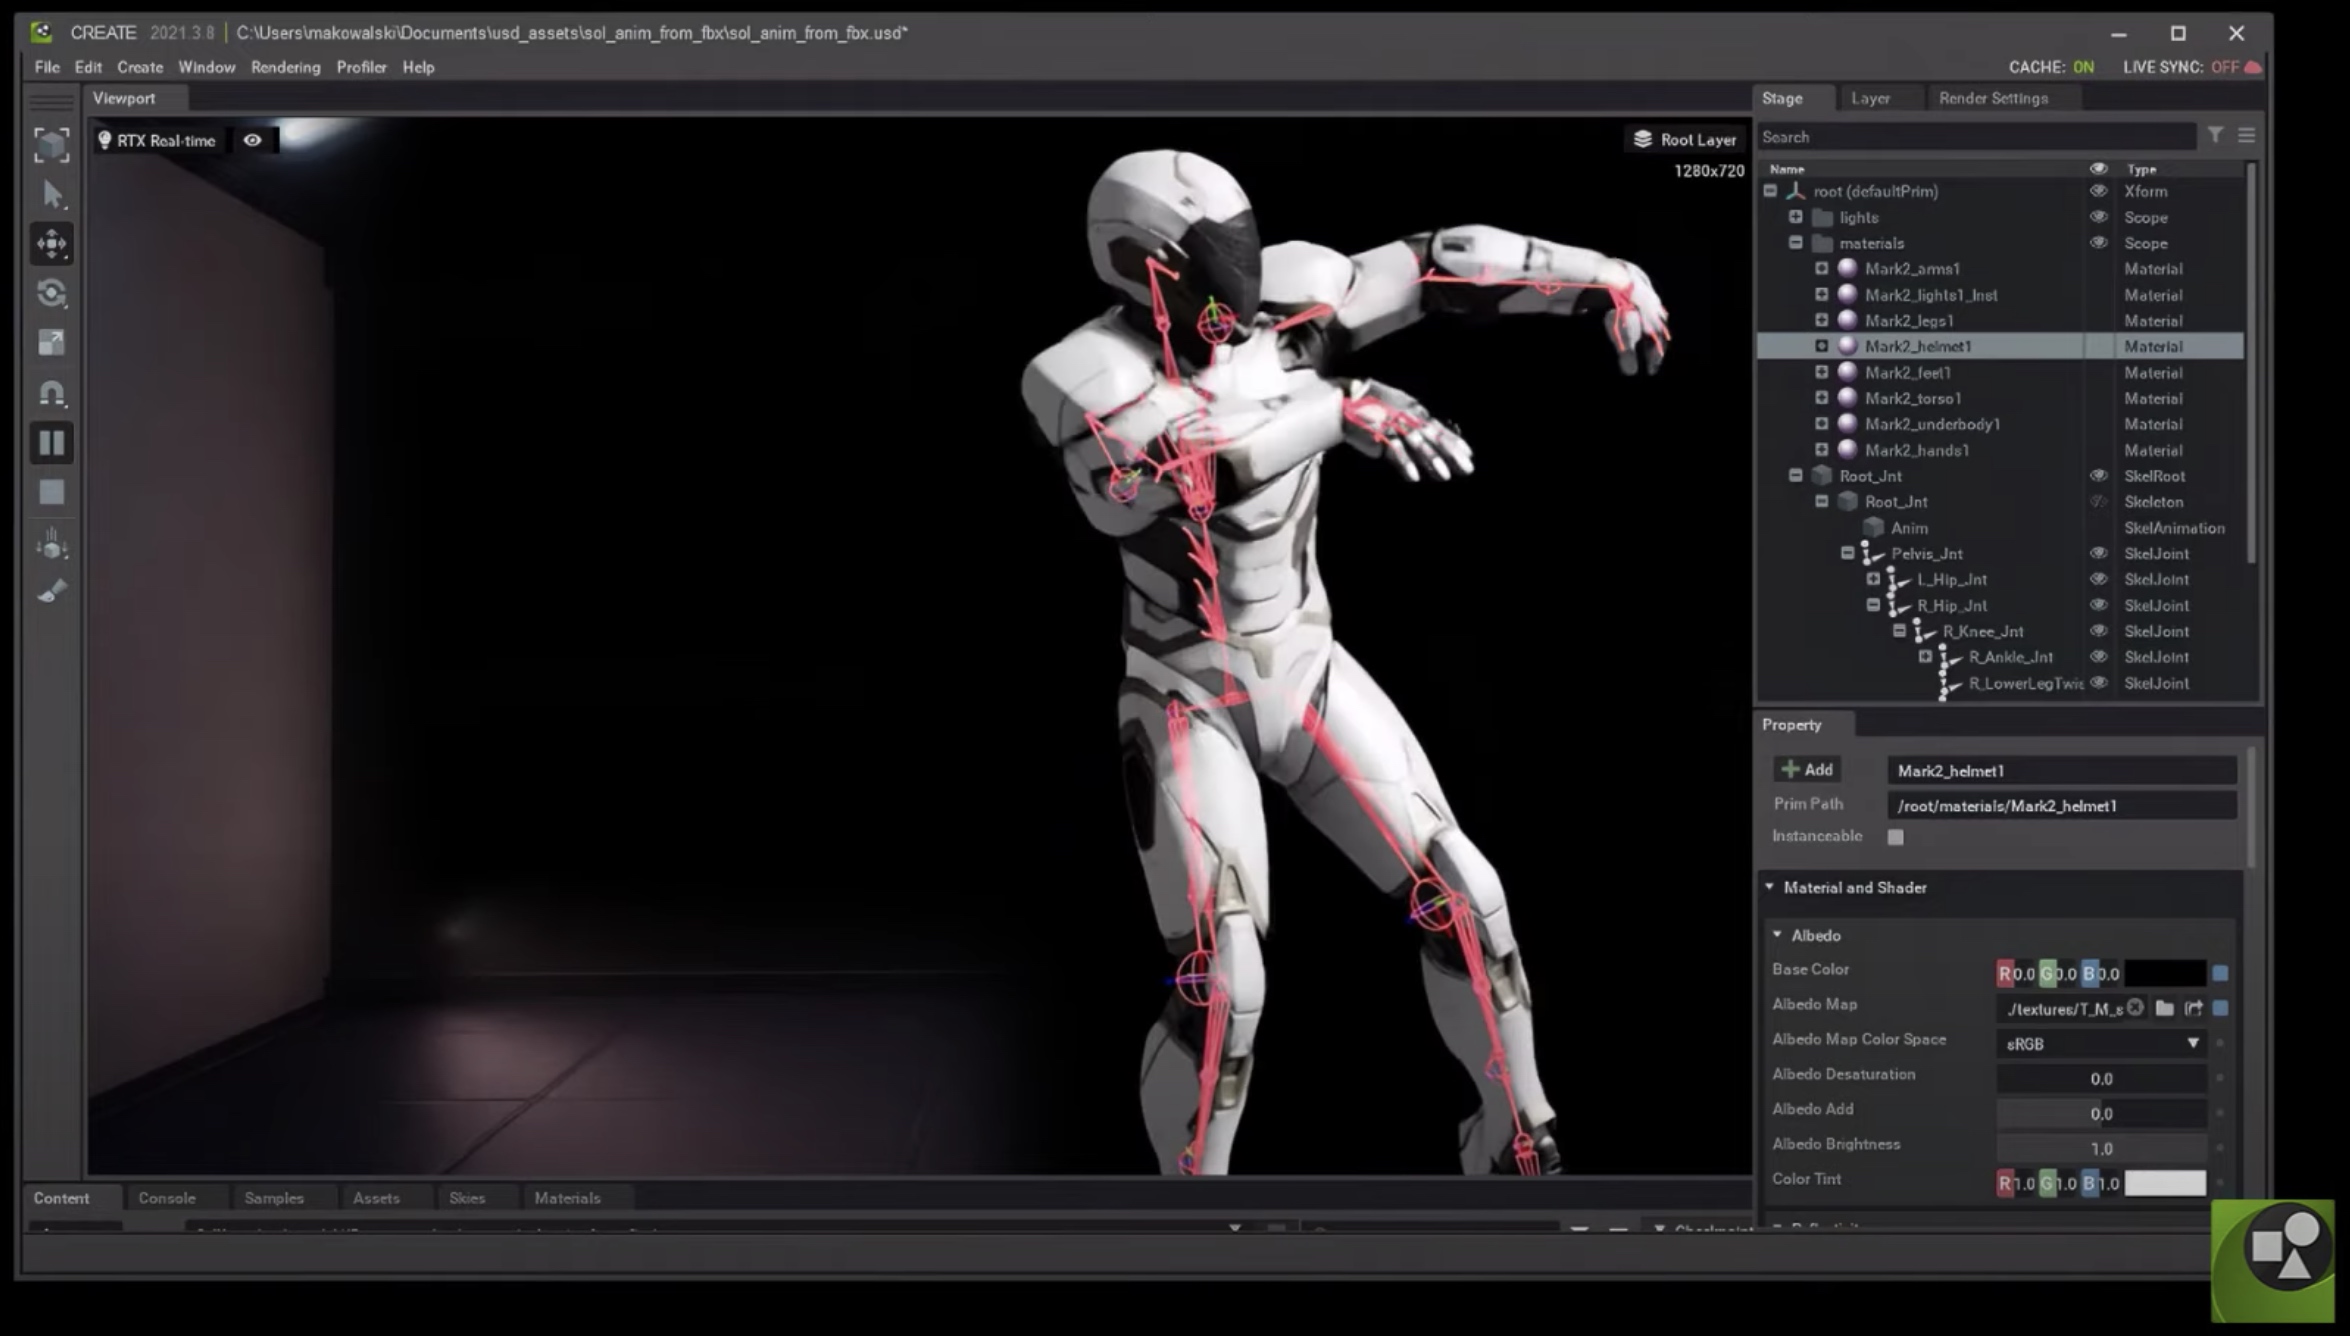 CREATE 2021.3.8 | C:\Users\makowalski\Documents\usd_assets\sol_anim_from_fbx\sol_anim_from_fbx.usd*
File Edit Create Window Rendering Profiler Help
CACHE: ON LIVE SYNC: OFF
Viewport
RTX Real-time
Root Layer
1280x720
Stage Layer Render Settings
Search
Name Type
root (defaultPrim) Xform
lights Scope
materials Scope
Mark2_arms1 Material
Mark2_lights1_Inst Material
Mark2_legs1 Material
Mark2_helmet1 Material
Mark2_feet1 Material
Mark2_torso1 Material
Mark2_underbody1 Material
Mark2_hands1 Material
Root_Jnt SkelRoot
Root_Jnt Skeleton
Anim SkelAnimation
Pelvis_Jnt SkelJoint
L_Hip_Jnt SkelJoint
R_Hip_Jnt SkelJoint
R_Knee_Jnt SkelJoint
R_Ankle_Jnt SkelJoint
R_LowerLegTwis SkelJoint
Property
Add Mark2_helmet1
Prim Path /root/materials/Mark2_helmet1
Instanceable
Material and Shader
Albedo
Base Color R 0.0 G 0.0 B 0.0
Albedo Map ./textures/T_M_s
Albedo Map Color Space sRGB
Albedo Desaturation 0.0
Albedo Add 0.0
Albedo Brightness 1.0
Color Tint R 1.0 G 1.0 B 1.0
Content Console Samples Assets Skies Materials